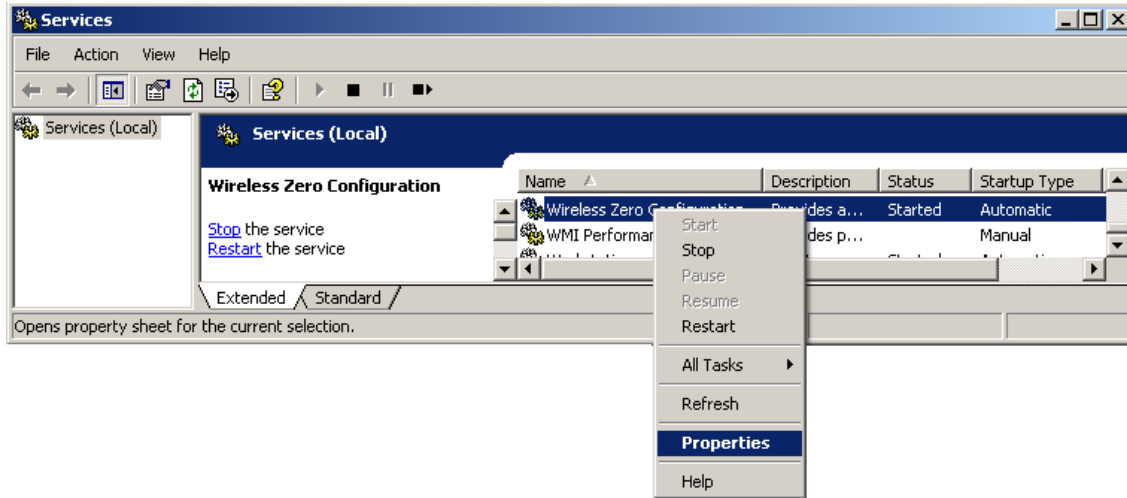 Services
File Action View Help
Services (Local)
Services (Local)
Wireless Zero Configuration
Stop the service
Restart the service
Name Description Status Startup Type
Wireless Zero Provides a... Started Automatic
WMI des p... Manual
Extended Standard
Opens property sheet for the current selection.
Start
Stop
Pause
Resume
Restart
All Tasks
Refresh
Properties
Help